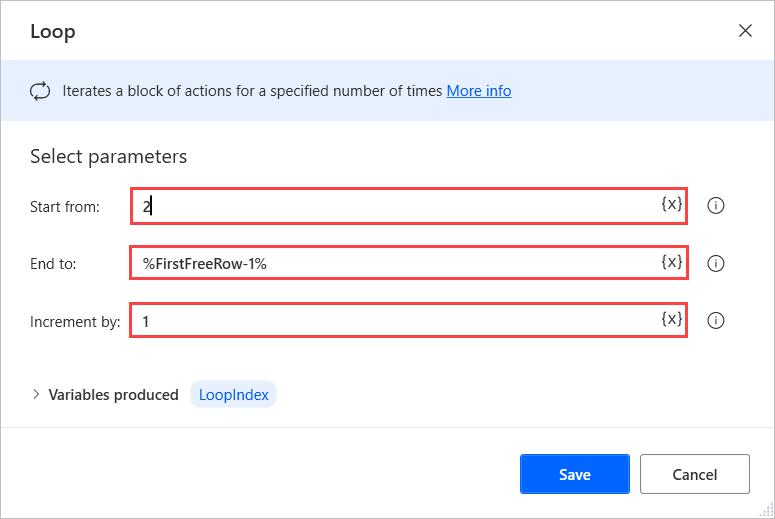 Loop
Iterates a block of actions for a specified number of times More info
Select parameters
Start from: 2 {x}
End to: %FirstFreeRow-1% {x}
Increment by: 1 {x}
Variables produced LoopIndex
Save Cancel